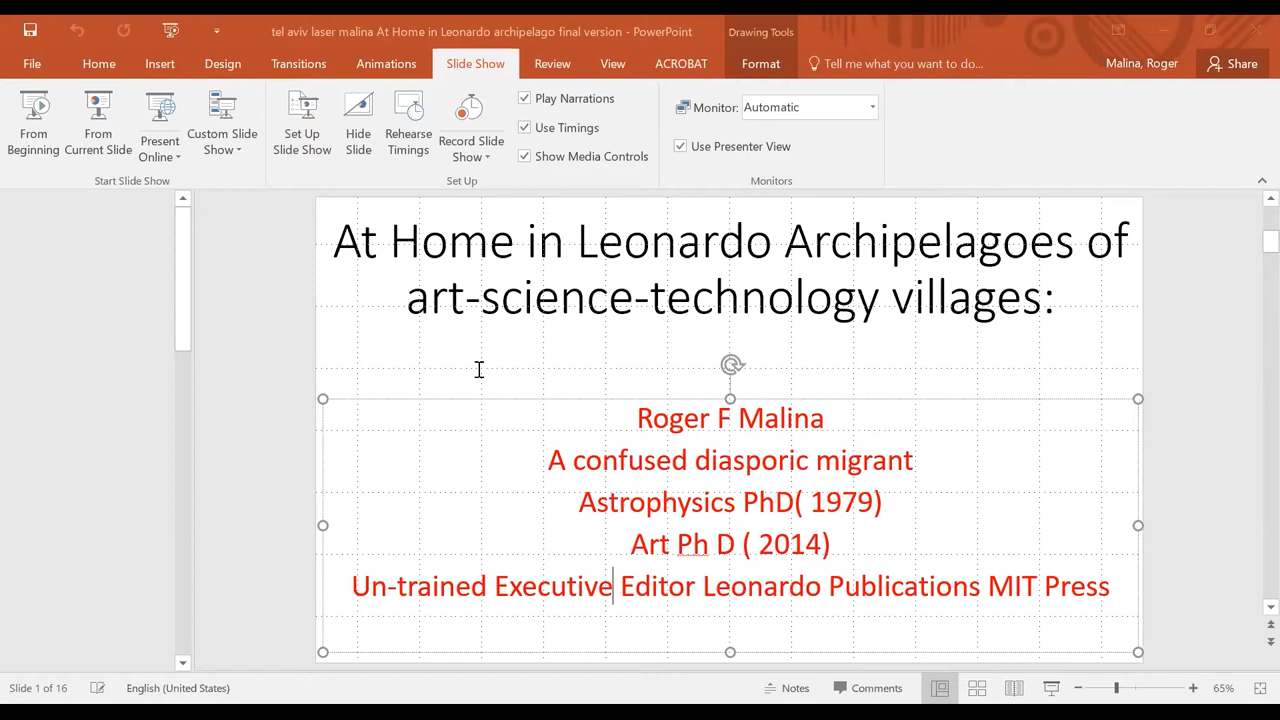 tel aviv laser malina At Home in Leonardo archipelago final version - PowerPoint
Drawing Tools
File Home Insert Design Transitions Animations Slide Show Review View ACROBAT Format Tell me what you want to do... Malina, Roger Share
From Beginning
From Current Slide
Present Online
Custom Slide Show
Set Up Slide Show
Hide Slide
Rehearse Timings
Record Slide Show
Play Narrations
Use Timings
Show Media Controls
Monitor: Automatic
Use Presenter View
Start Slide Show
Set Up
Monitors
At Home in Leonardo Archipelagoes of
art-science-technology villages:
Roger F Malina
A confused diasporic migrant
Astrophysics PhD( 1979)
Art Ph D ( 2014)
Un-trained Executive Editor Leonardo Publications MIT Press
Slide 1 of 16 English (United States) Notes Comments 65%